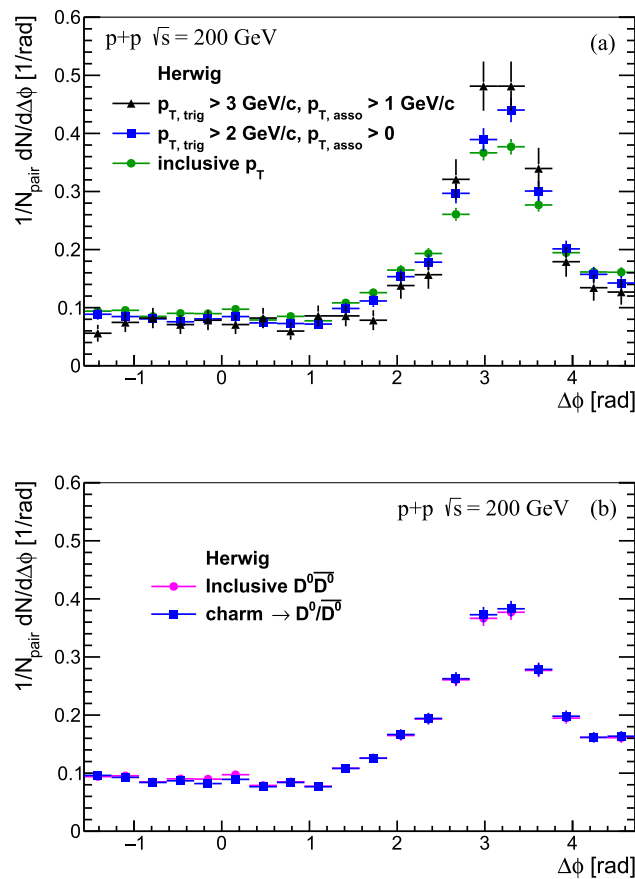 p+p √s = 200 GeV (a)
Herwig
p_T, trig > 3 GeV/c, p_T, asso > 1 GeV/c
p_T, trig > 2 GeV/c, p_T, asso > 0
inclusive p_T
1/N_pair dN/dΔϕ [1/rad]
0.6
0.5
0.4
0.3
0.2
0.1
0
−1 0 1 2 3 4
Δϕ [rad]
p+p √s = 200 GeV (b)
Herwig
Inclusive D⁰D̅⁰
charm → D⁰/D̅⁰
1/N_pair dN/dΔϕ [1/rad]
0.6
0.5
0.4
0.3
0.2
0.1
0
−1 0 1 2 3 4
Δϕ [rad]